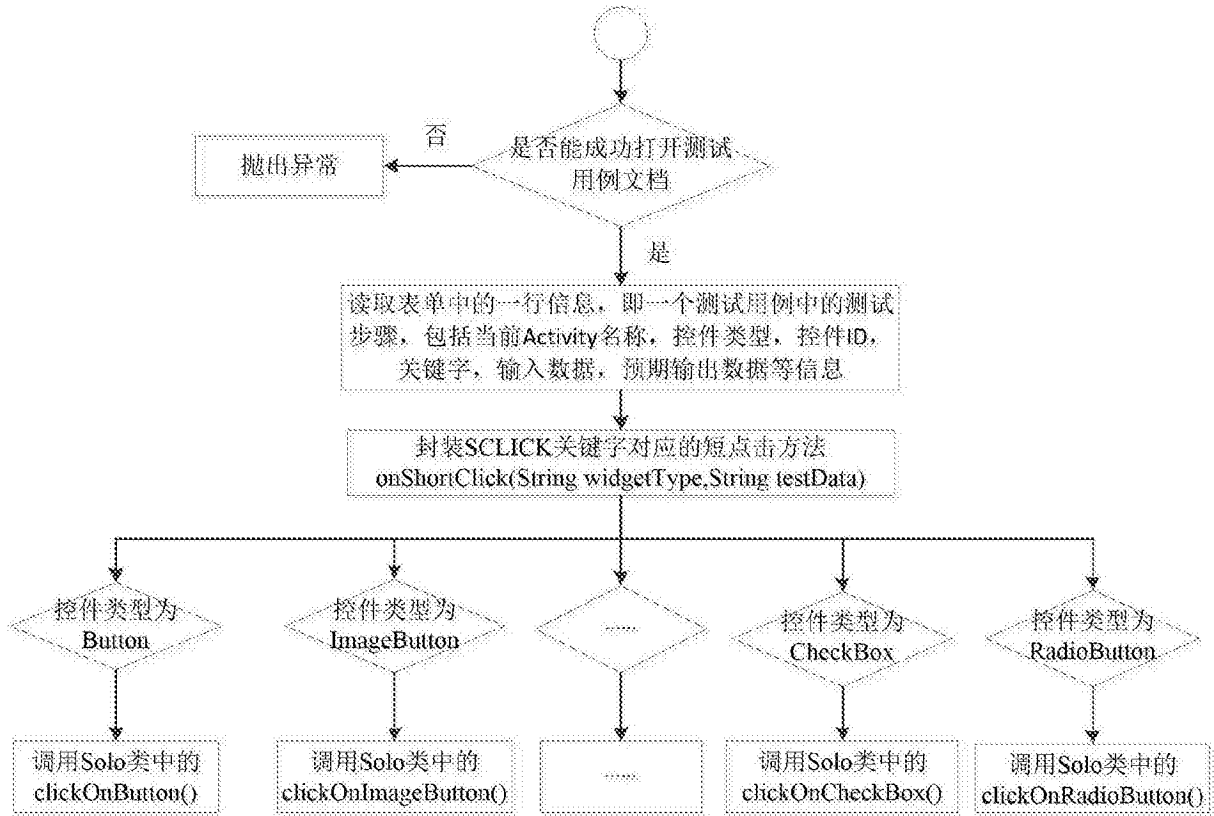 否
是否能成功打开测试
用例文档
抛出异常
是
读取表单中的一行信息，即一个测试用例中的测试
步骤，包括当前Activity名称，控件类型，控件ID，
关键字，输入数据，预期输出数据等信息
封装SCLICK关键字对应的短点击方法
onShortClick(String widgetType,String testData)
控件类型为
Button
控件类型为
ImageButton
......
控件类型为
CheckBox
控件类型为
RadioButton
调用Solo类中的
clickOnButton()
调用Solo类中的
clickOnImageButton()
......
调用Solo类中的
clickOnCheckBox()
调用Solo类中的
clickOnRadioButton()